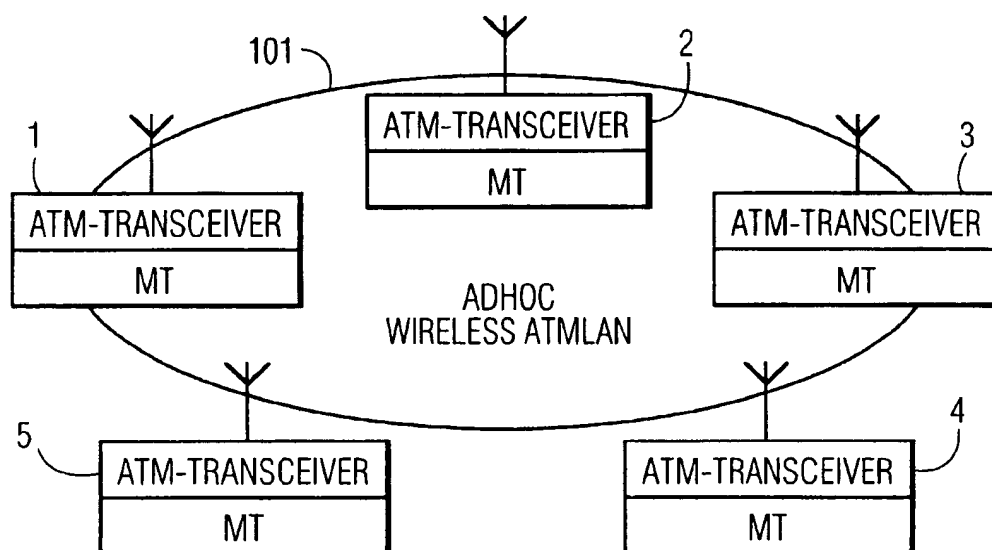 101
2
ATM-TRANSCEIVER
MT
1
ATM-TRANSCEIVER
MT
3
ATM-TRANSCEIVER
MT
ADHOC
WIRELESS ATMLAN
5
ATM-TRANSCEIVER
MT
4
ATM-TRANSCEIVER
MT